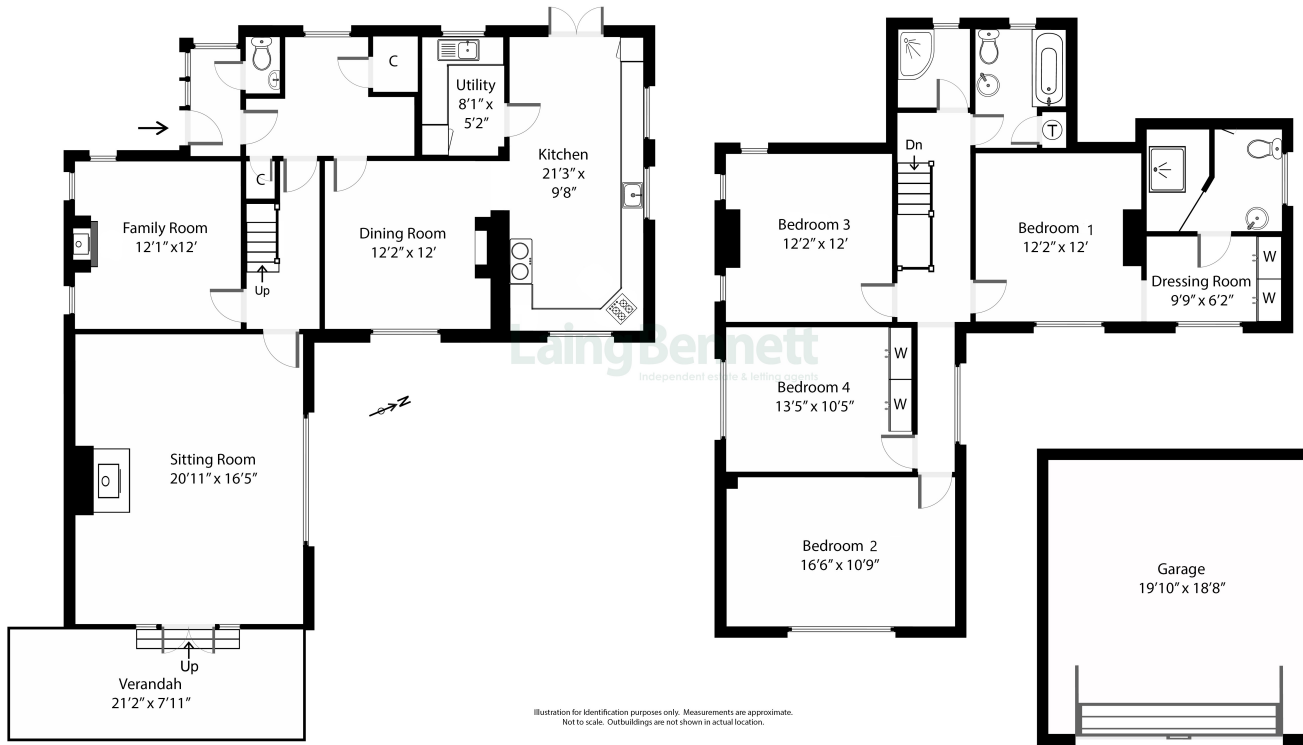 C
Utility
8'1" x
5'2"
Kitchen
21'3" x
9'8"
C
Family Room
12'1" x12'
Dining Room
12'2" x 12'
Up
Sitting Room
20'11" x 16'5"
N
Up
Verandah
21'2" x 7'11"
LaingBennett
Independent estate & letting agents
T
Dn
Bedroom 3
12'2" x 12'
Bedroom 1
12'2" x 12'
W
Dressing Room
9'9" x 6'2"
W
W
Bedroom 4
13'5" x 10'5"
W
Bedroom 2
16'6" x 10'9"
Garage
19'10" x 18'8"
Illustration for Identification purposes only. Measurements are approximate.
Not to scale. Outbuildings are not shown in actual location.